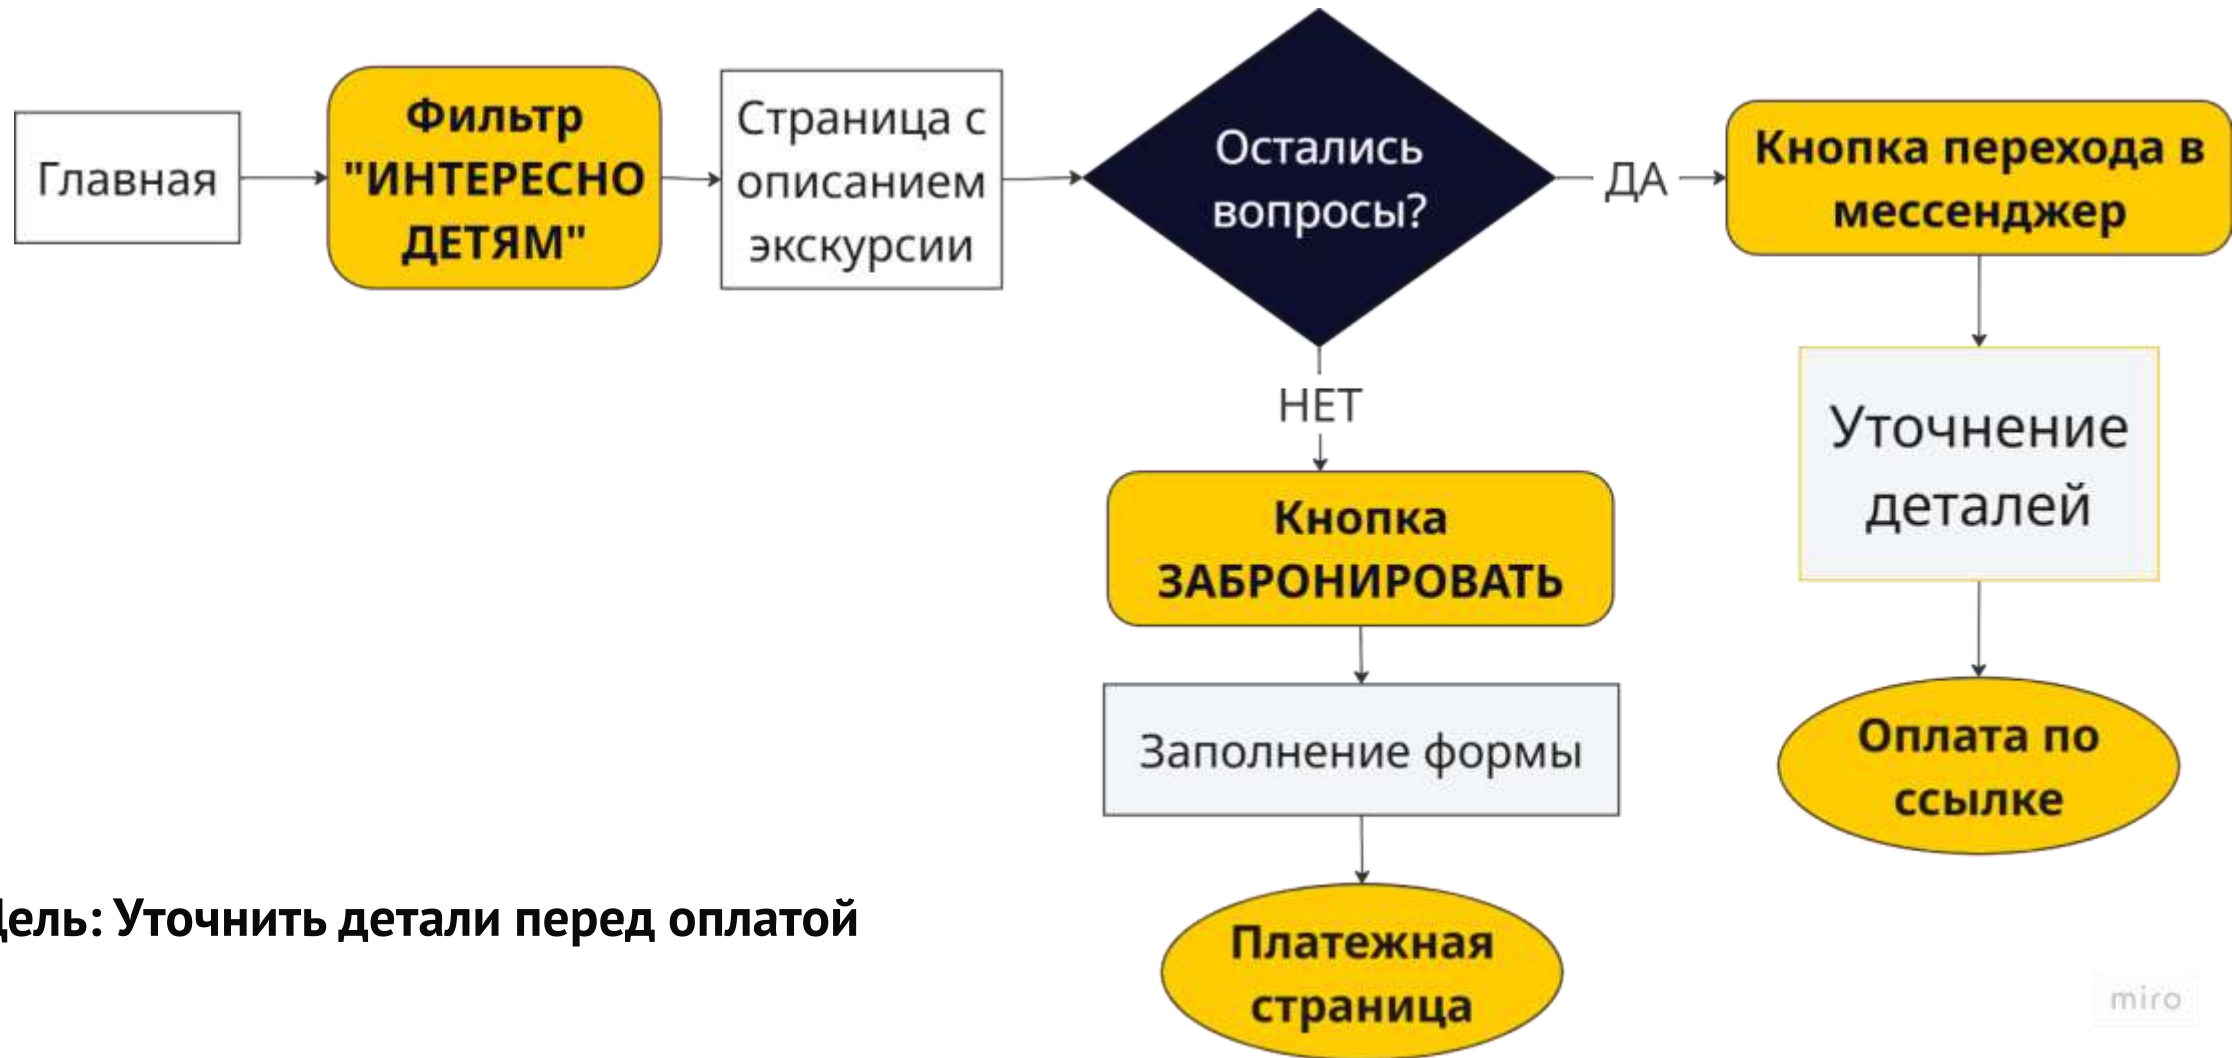 Главная
Фильтр
"ИНТЕРЕСНО
ДЕТЯМ"
Страница с
описанием
экскурсии
Остались
вопросы?
ДА
Кнопка перехода в
мессенджер
Уточнение
деталей
Оплата по
ссылке
НЕТ
Кнопка
ЗАБРОНИРОВАТЬ
Заполнение формы
Платежная
страница
Цель: Уточнить детали перед оплатой
miro